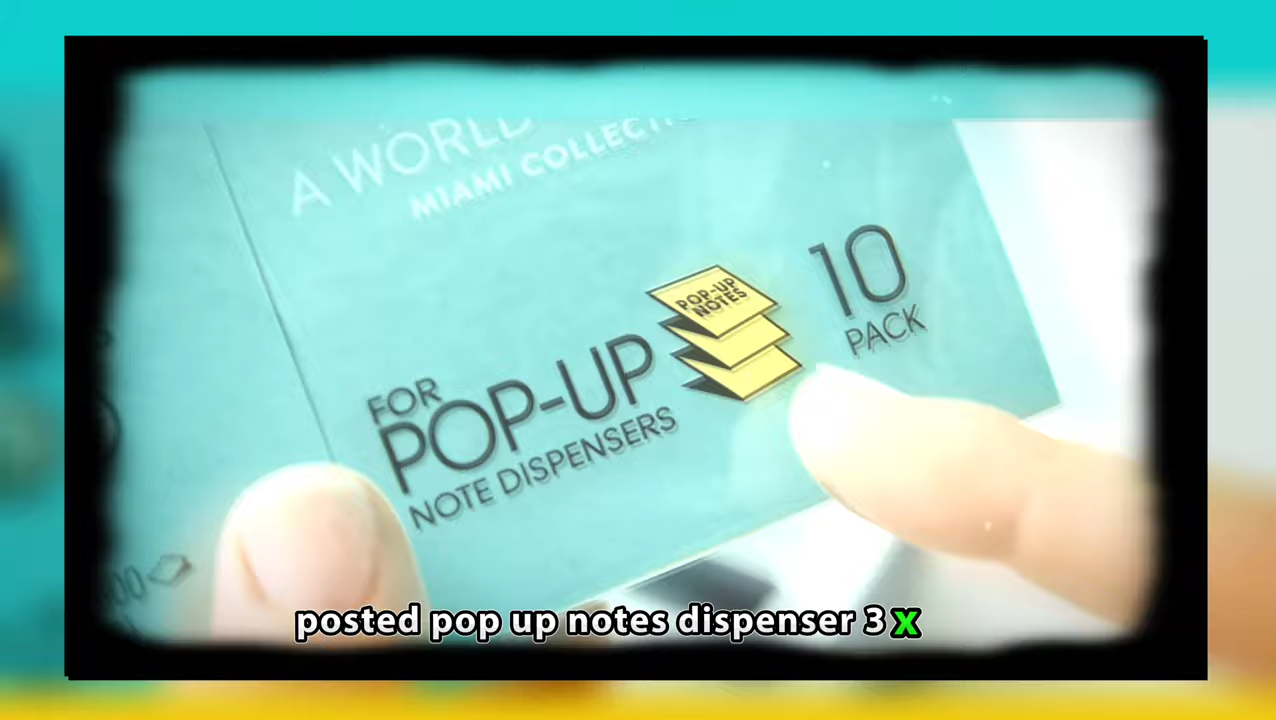 A WORLD
MIAMI COLLECTI
POP-UP
NOTES
10
PACK
FOR
POP-UP
NOTE DISPENSERS
00
posted pop up notes dispenser 3 x